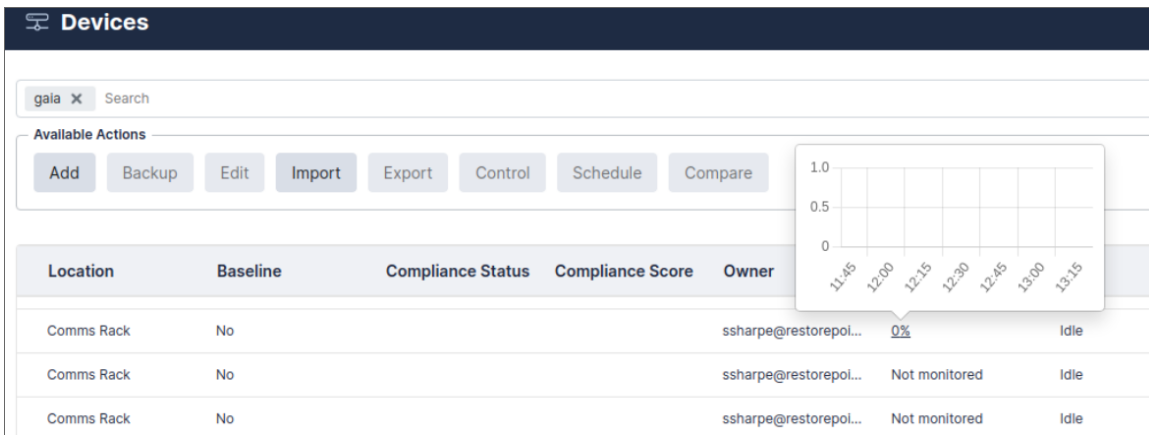 Devices
gaia × Search
Available Actions
Add Backup Edit Import Export Control Schedule Compare
1.0
0.5
0
11:45 12:00 12:15 12:30 12:45 13:00 13:15
Location Baseline Compliance Status Compliance Score Owner
Comms Rack No ssharpe@restorepoi... 0% Idle
Comms Rack No ssharpe@restorepoi... Not monitored Idle
Comms Rack No ssharpe@restorepoi... Not monitored Idle